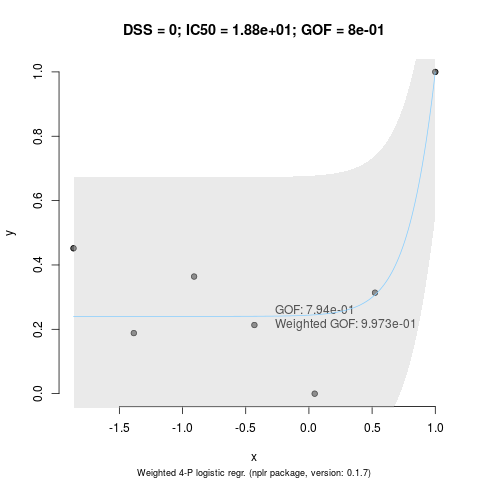 DSS = 0; IC50 = 1.88e+01; GOF = 8e-01
1.0
0.8
0.6
0.4
0.2
0.0
y
GOF: 7.94e-01
Weighted GOF: 9.973e-01
-1.5 -1.0 -0.5 0.0 0.5 1.0
x
Weighted 4-P logistic regr. (nplr package, version: 0.1.7)